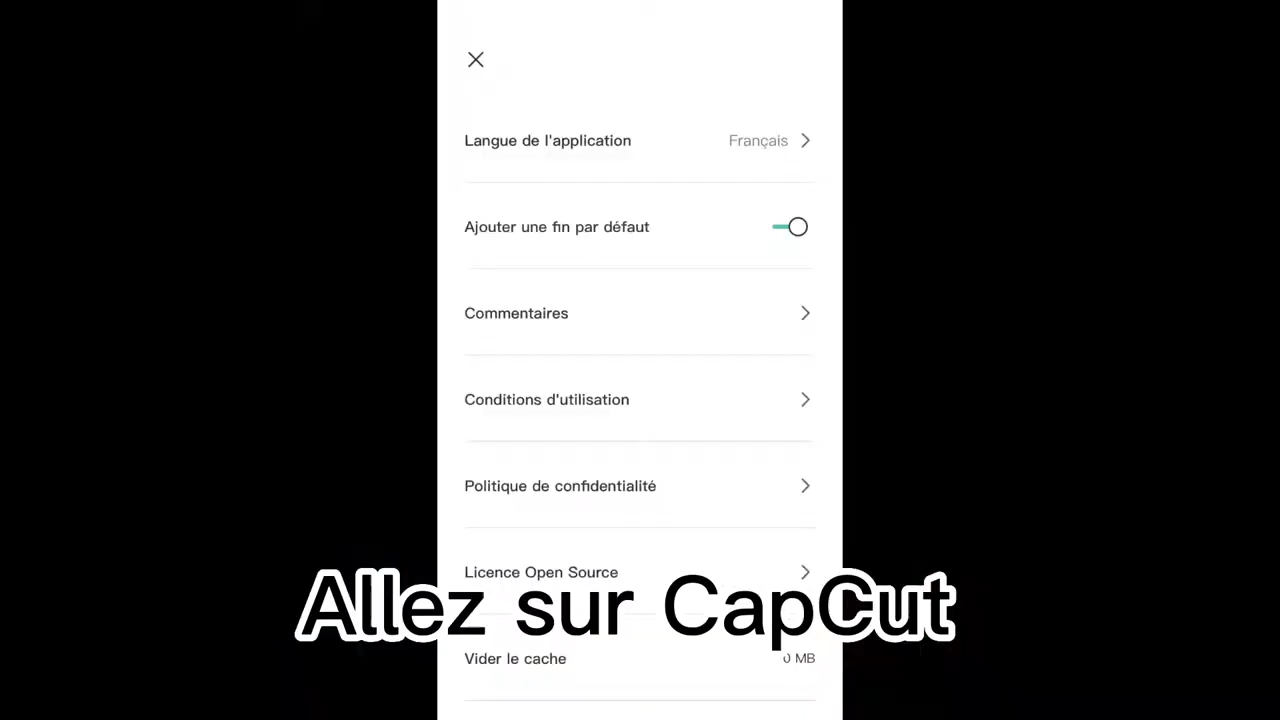 Langue de l'application Français
Ajouter une fin par défaut
Commentaires
Conditions d'utilisation
Politique de confidentialité
Licence Open Source
Allez sur CapCut
Vider le cache 0 MB